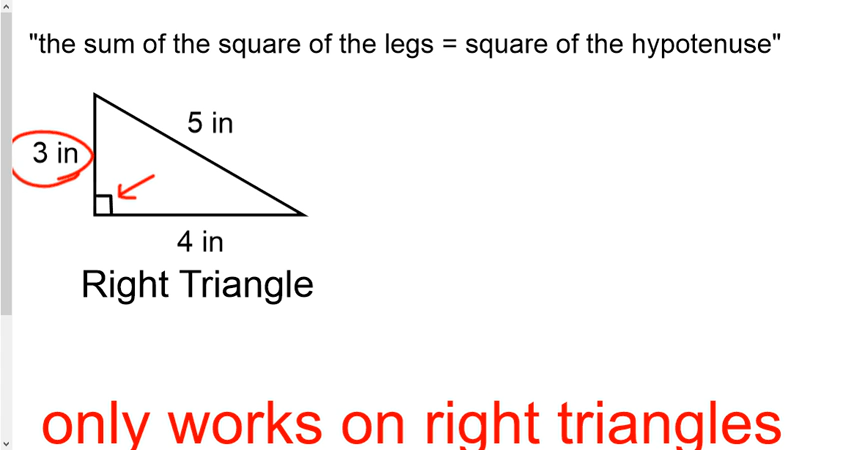 "the sum of the square of the legs = square of the hypotenuse"
5 in
3 in
4 in
Right Triangle
only works on right triangles